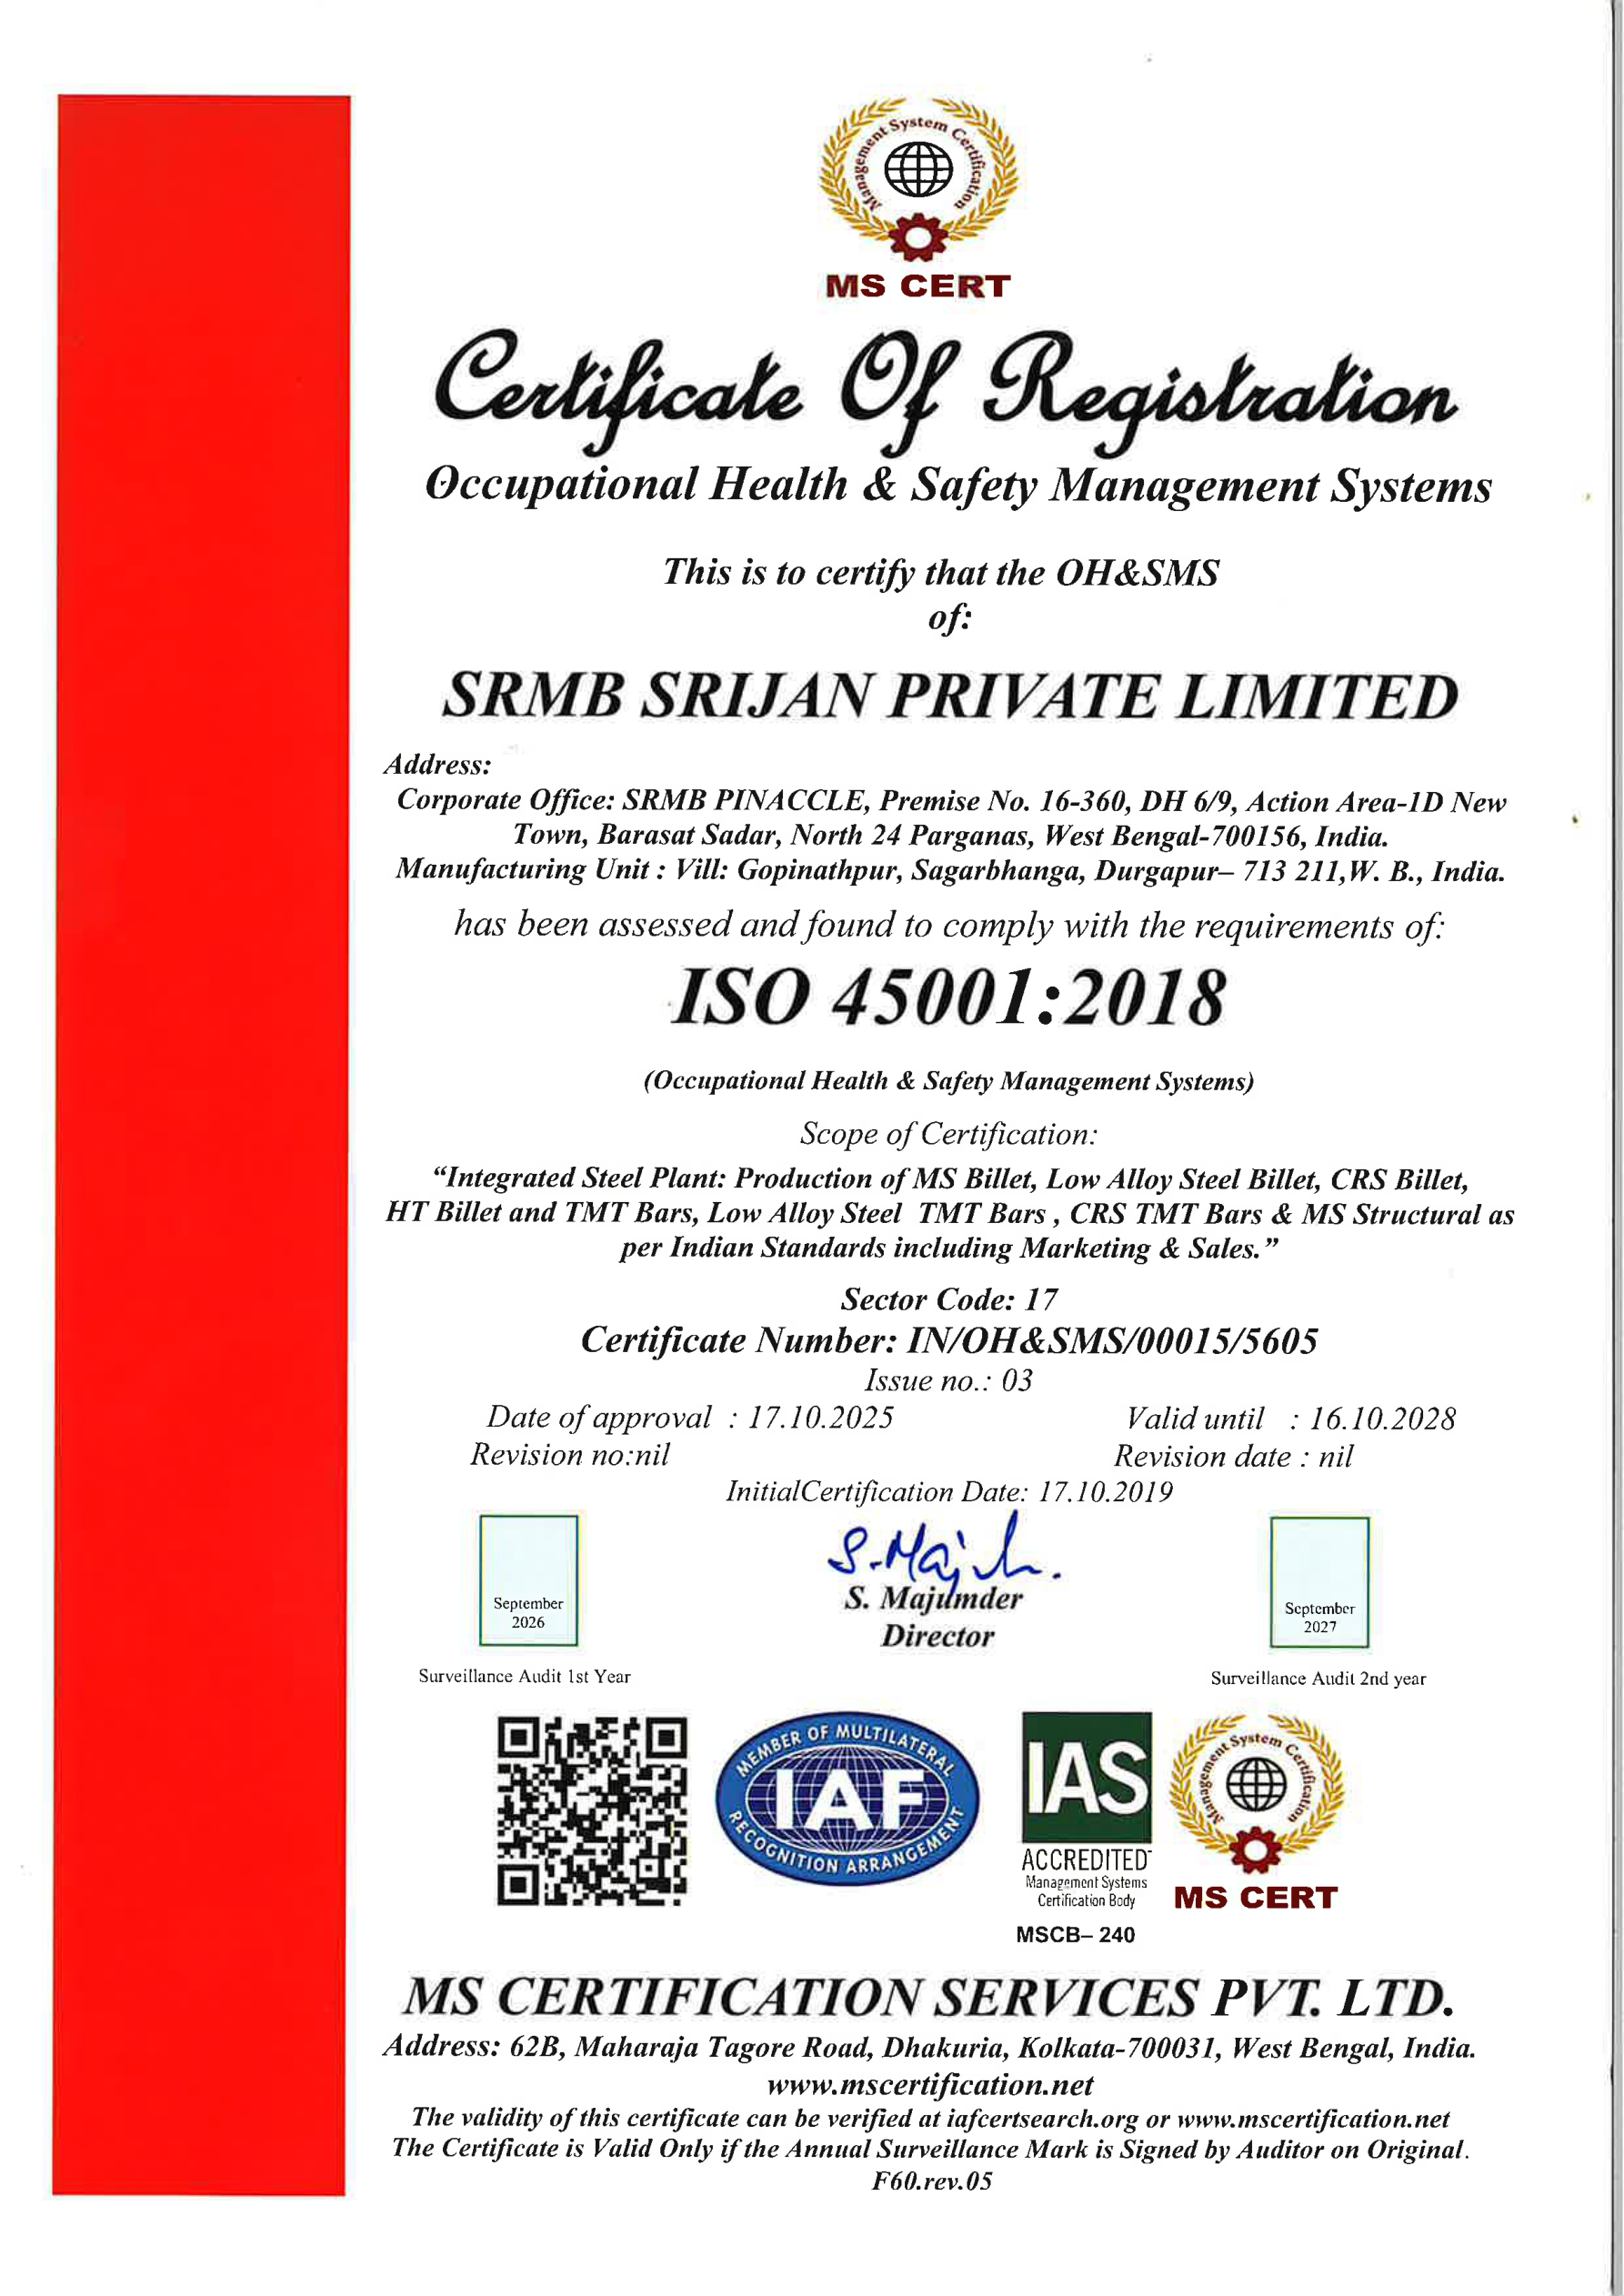 Management System Certification
MS CERT
Certificate Of Registration
Occupational Health & Safety Management Systems
This is to certify that the OH&SMS
of:
SRMB SRIJAN PRIVATE LIMITED
Address:
Corporate Office: SRMB PINACCLE, Premise No. 16-360, DH 6/9, Action Area-1D New
Town, Barasat Sadar, North 24 Parganas, West Bengal-700156, India.
Manufacturing Unit : Vill: Gopinathpur, Sagarbhanga, Durgapur– 713 211,W. B., India.
has been assessed and found to comply with the requirements of:
ISO 45001:2018
(Occupational Health & Safety Management Systems)
Scope of Certification:
“Integrated Steel Plant: Production of MS Billet, Low Alloy Steel Billet, CRS Billet,
HT Billet and TMT Bars, Low Alloy Steel TMT Bars , CRS TMT Bars & MS Structural as
per Indian Standards including Marketing & Sales.”
Sector Code: 17
Certificate Number: IN/OH&SMS/00015/5605
Issue no.: 03
Date of approval : 17.10.2025 Valid until : 16.10.2028
Revision no:nil Revision date : nil
InitialCertification Date: 17.10.2019
S. Majumder
Director
September
2026
September
2027
Surveillance Audit 1st Year
Surveillance Audit 2nd year
MEMBER OF MULTILATERAL
IAF
RECOGNITION ARRANGEMENT
IAS
ACCREDITED
Management Systems
Certification Body
MSCB– 240
Management System Certification
MS CERT
MS CERTIFICATION SERVICES PVT. LTD.
Address: 62B, Maharaja Tagore Road, Dhakuria, Kolkata-700031, West Bengal, India.
www.mscertification.net
The validity of this certificate can be verified at iafcertsearch.org or www.mscertification.net
The Certificate is Valid Only if the Annual Surveillance Mark is Signed by Auditor on Original.
F60.rev.05